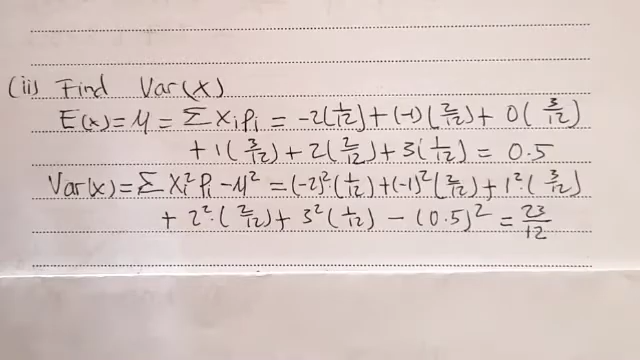 (ii) Find Var(X)
E(x) = μ = Σ xᵢpᵢ = -2(1/12) + (-1)(2/12) + 0(3/12)
+ 1(3/12) + 2(2/12) + 3(1/12) = 0.5
Var(x) = Σ xᵢ²pᵢ - μ² = (-2)²·(1/12) + (-1)²(2/12) + 1²·(3/12)
+ 2²·(2/12) + 3²(1/12) - (0.5)² = 23/12